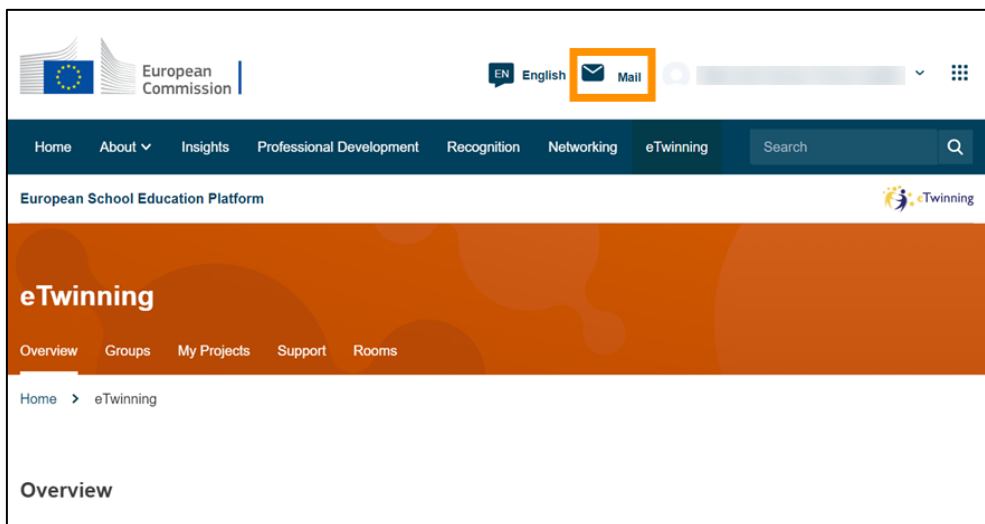 European
Commission
EN English Mail
Home About Insights Professional Development Recognition Networking eTwinning Search
European School Education Platform
eTwinning
eTwinning
Overview Groups My Projects Support Rooms
Home > eTwinning
Overview